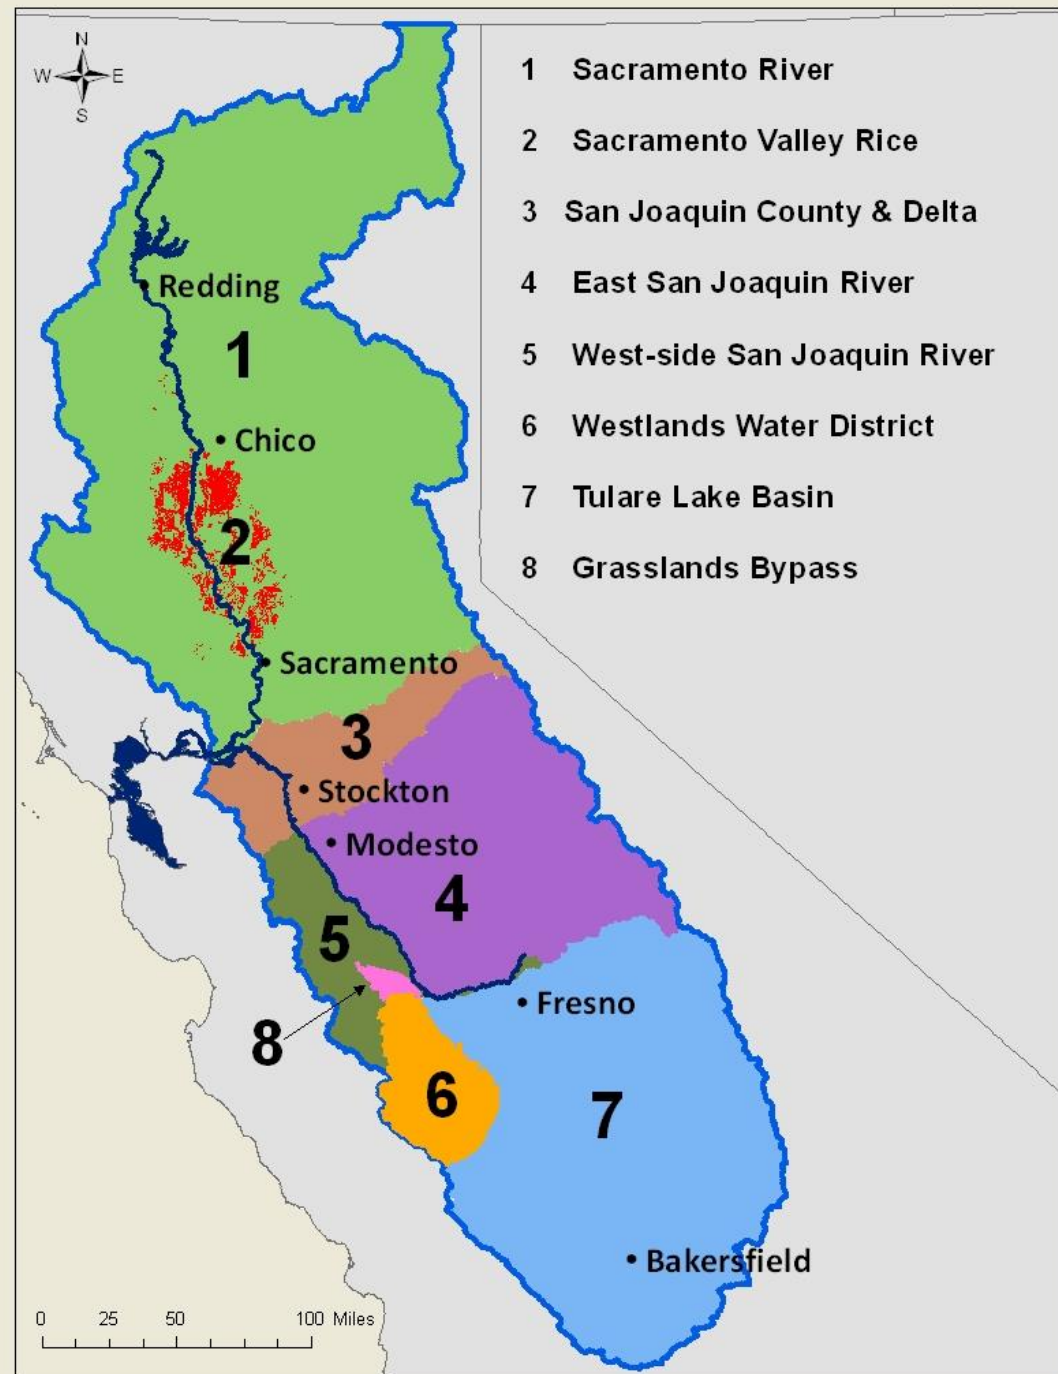 N
W E
S
1 Sacramento River
2 Sacramento Valley Rice
3 San Joaquin County & Delta
4 East San Joaquin River
5 West-side San Joaquin River
6 Westlands Water District
7 Tulare Lake Basin
8 Grasslands Bypass
Redding
1
Chico
2
Sacramento
3
Stockton
Modesto
4
5
Fresno
8
6
7
Bakersfield
0 25 50 100 Miles